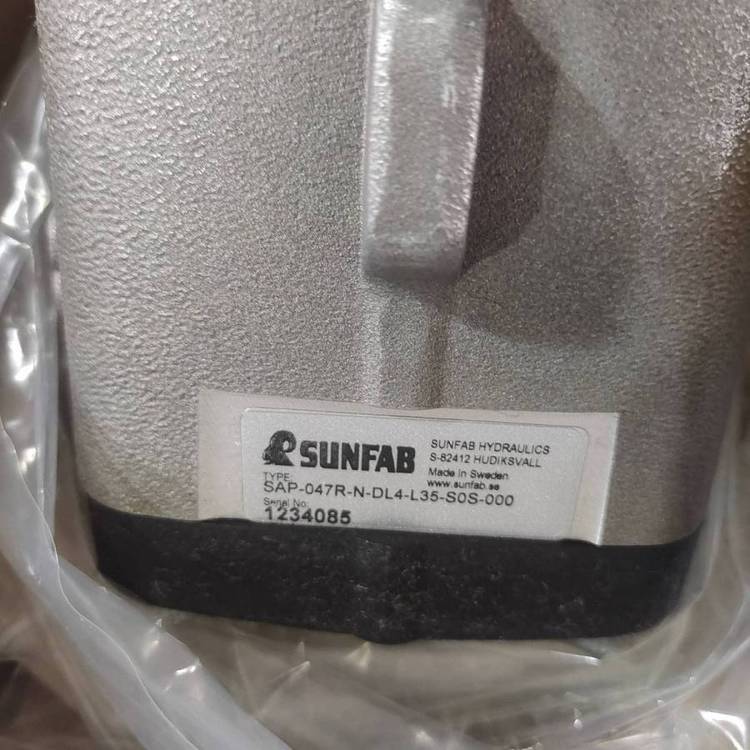 SUNFAB
SUNFAB HYDRAULICS
S-82412 HUDIKSVALL
Made in Sweden
www.sunfab.se
TYPE:
SAP-047R-N-DL4-L35-S0S-000
Serial No:
1234085